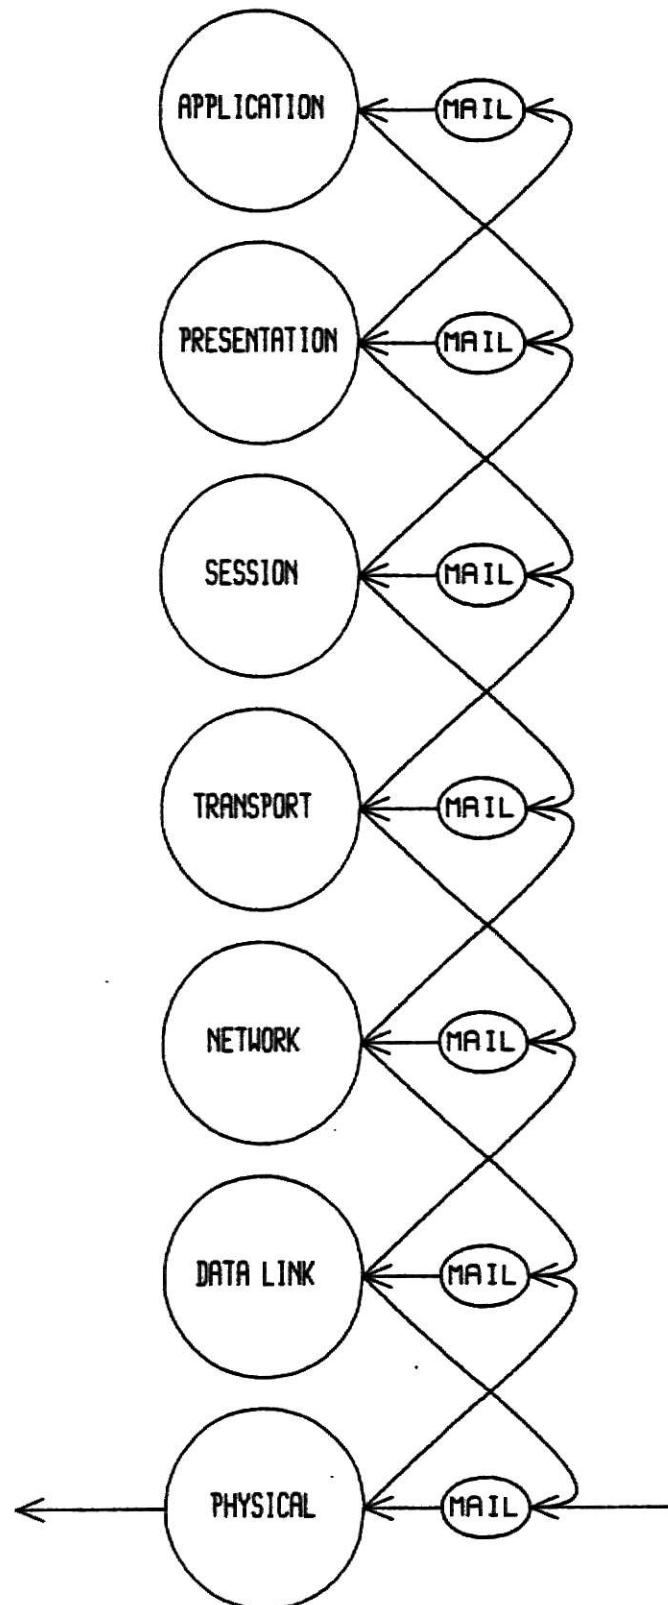 APPLICATION MAIL
PRESENTATION MAIL
SESSION MAIL
TRANSPORT MAIL
NETWORK MAIL
DATA LINK MAIL
PHYSICAL MAIL